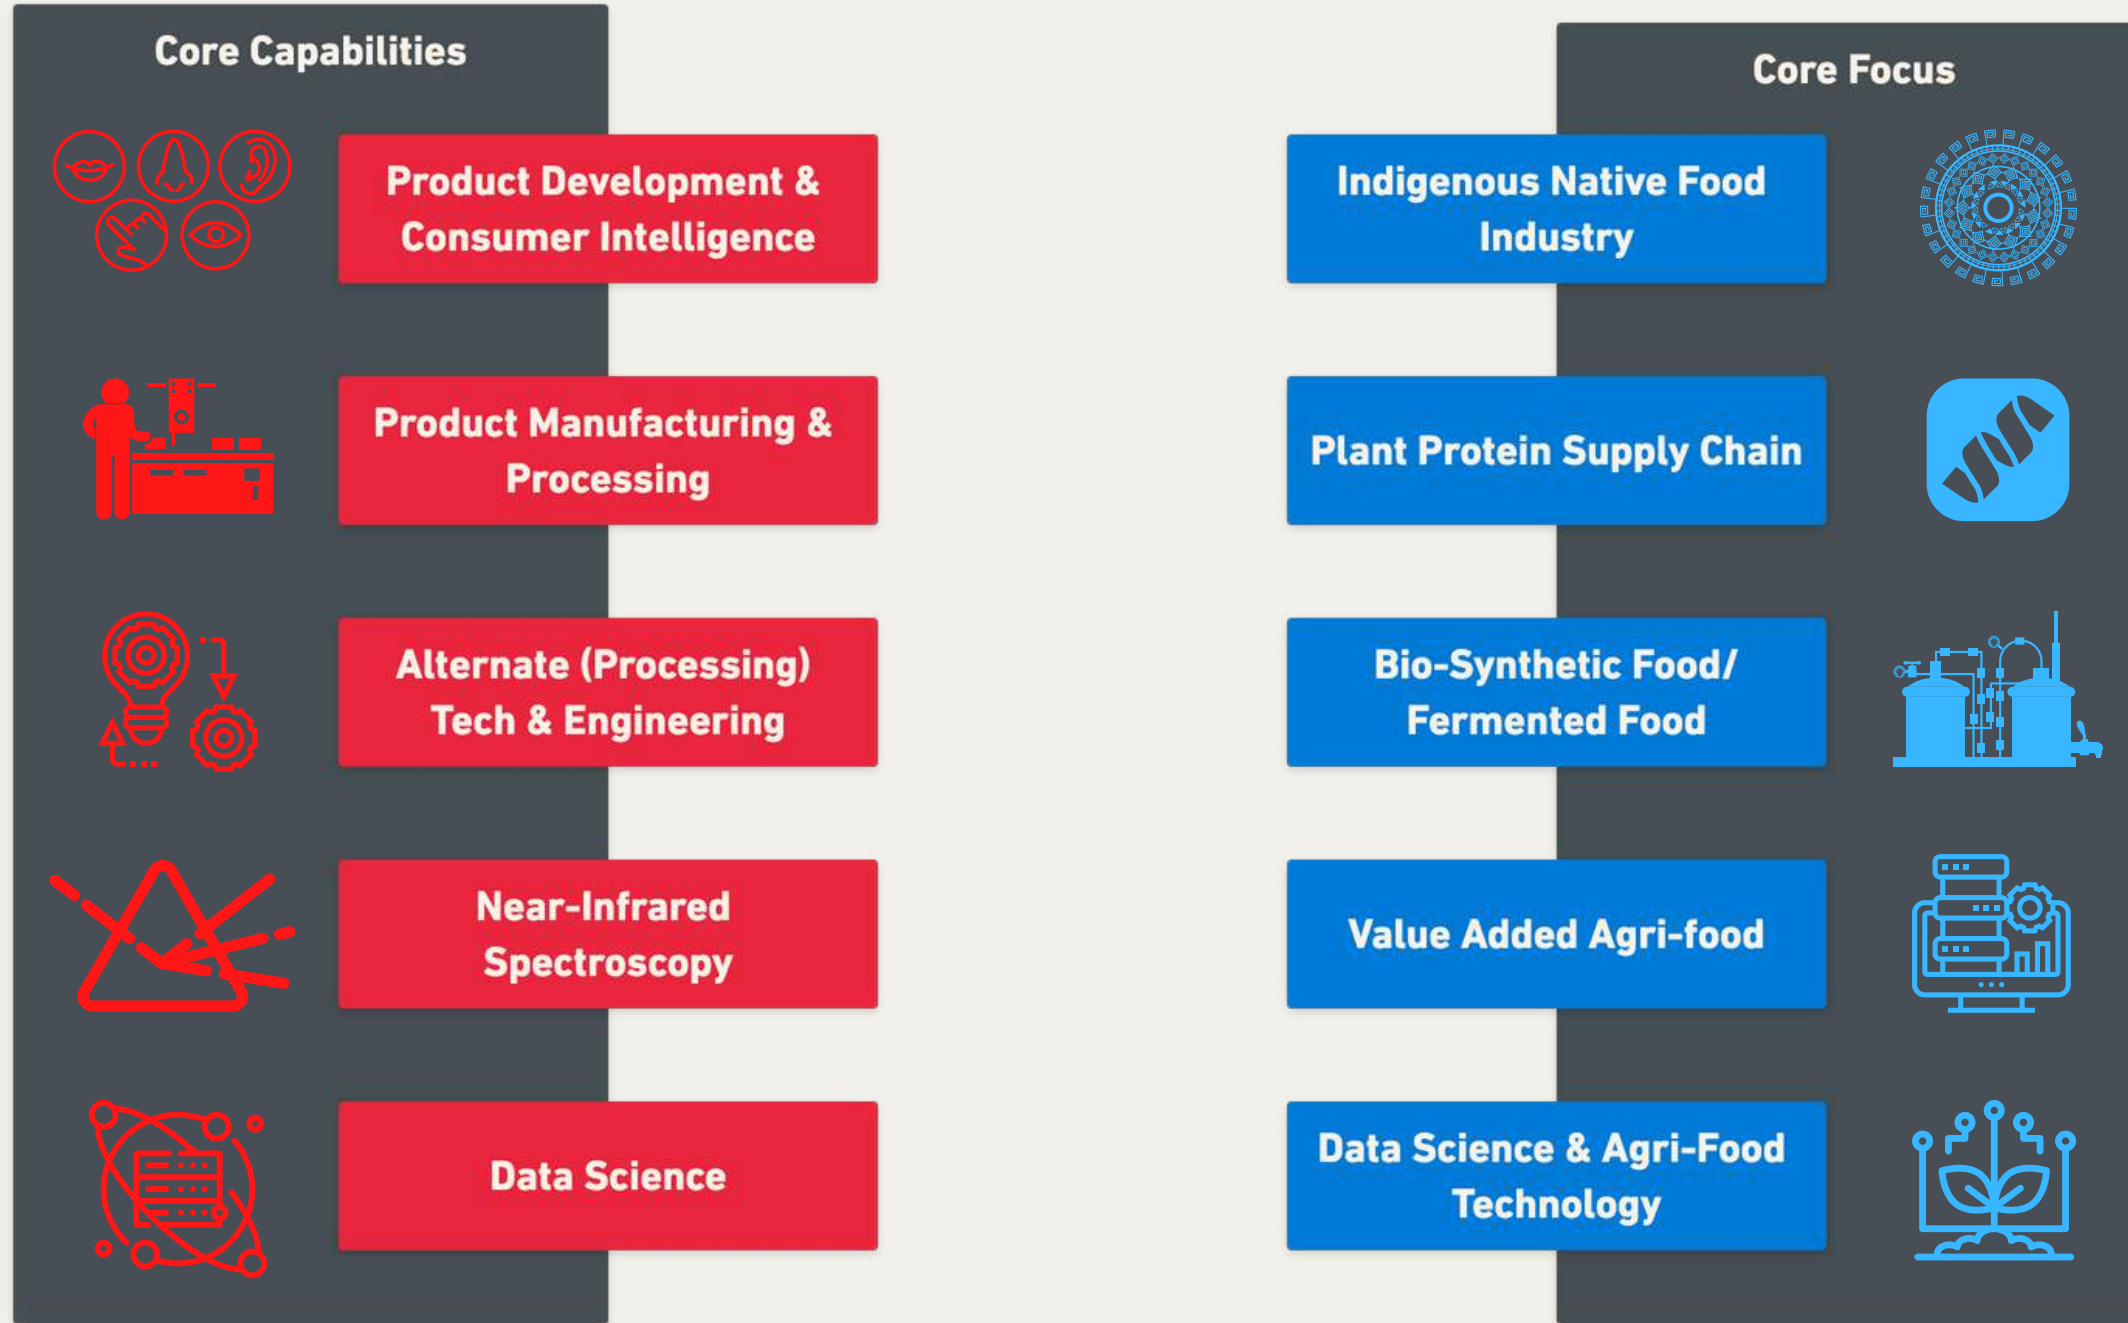 Core Capabilities
Product Development &
Consumer Intelligence
Product Manufacturing &
Processing
Alternate (Processing)
Tech & Engineering
Near-Infrared
Spectroscopy
Data Science
Core Focus
Indigenous Native Food
Industry
Plant Protein Supply Chain
Bio-Synthetic Food/
Fermented Food
Value Added Agri-food
Data Science & Agri-Food
Technology